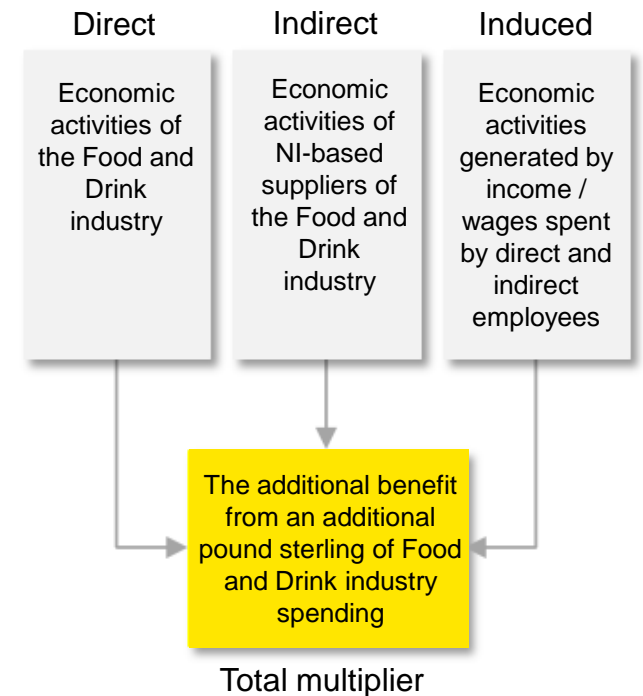 Direct
Indirect
Induced
Economic
activities of
the Food and
Drink
industry
Economic
activities of
NI-based
suppliers of
the Food and
Drink
industry
Economic
activities
generated by
income /
wages spent
by direct and
indirect
employees
The additional benefit
from an additional
pound sterling of Food
and Drink industry
spending
Total multiplier